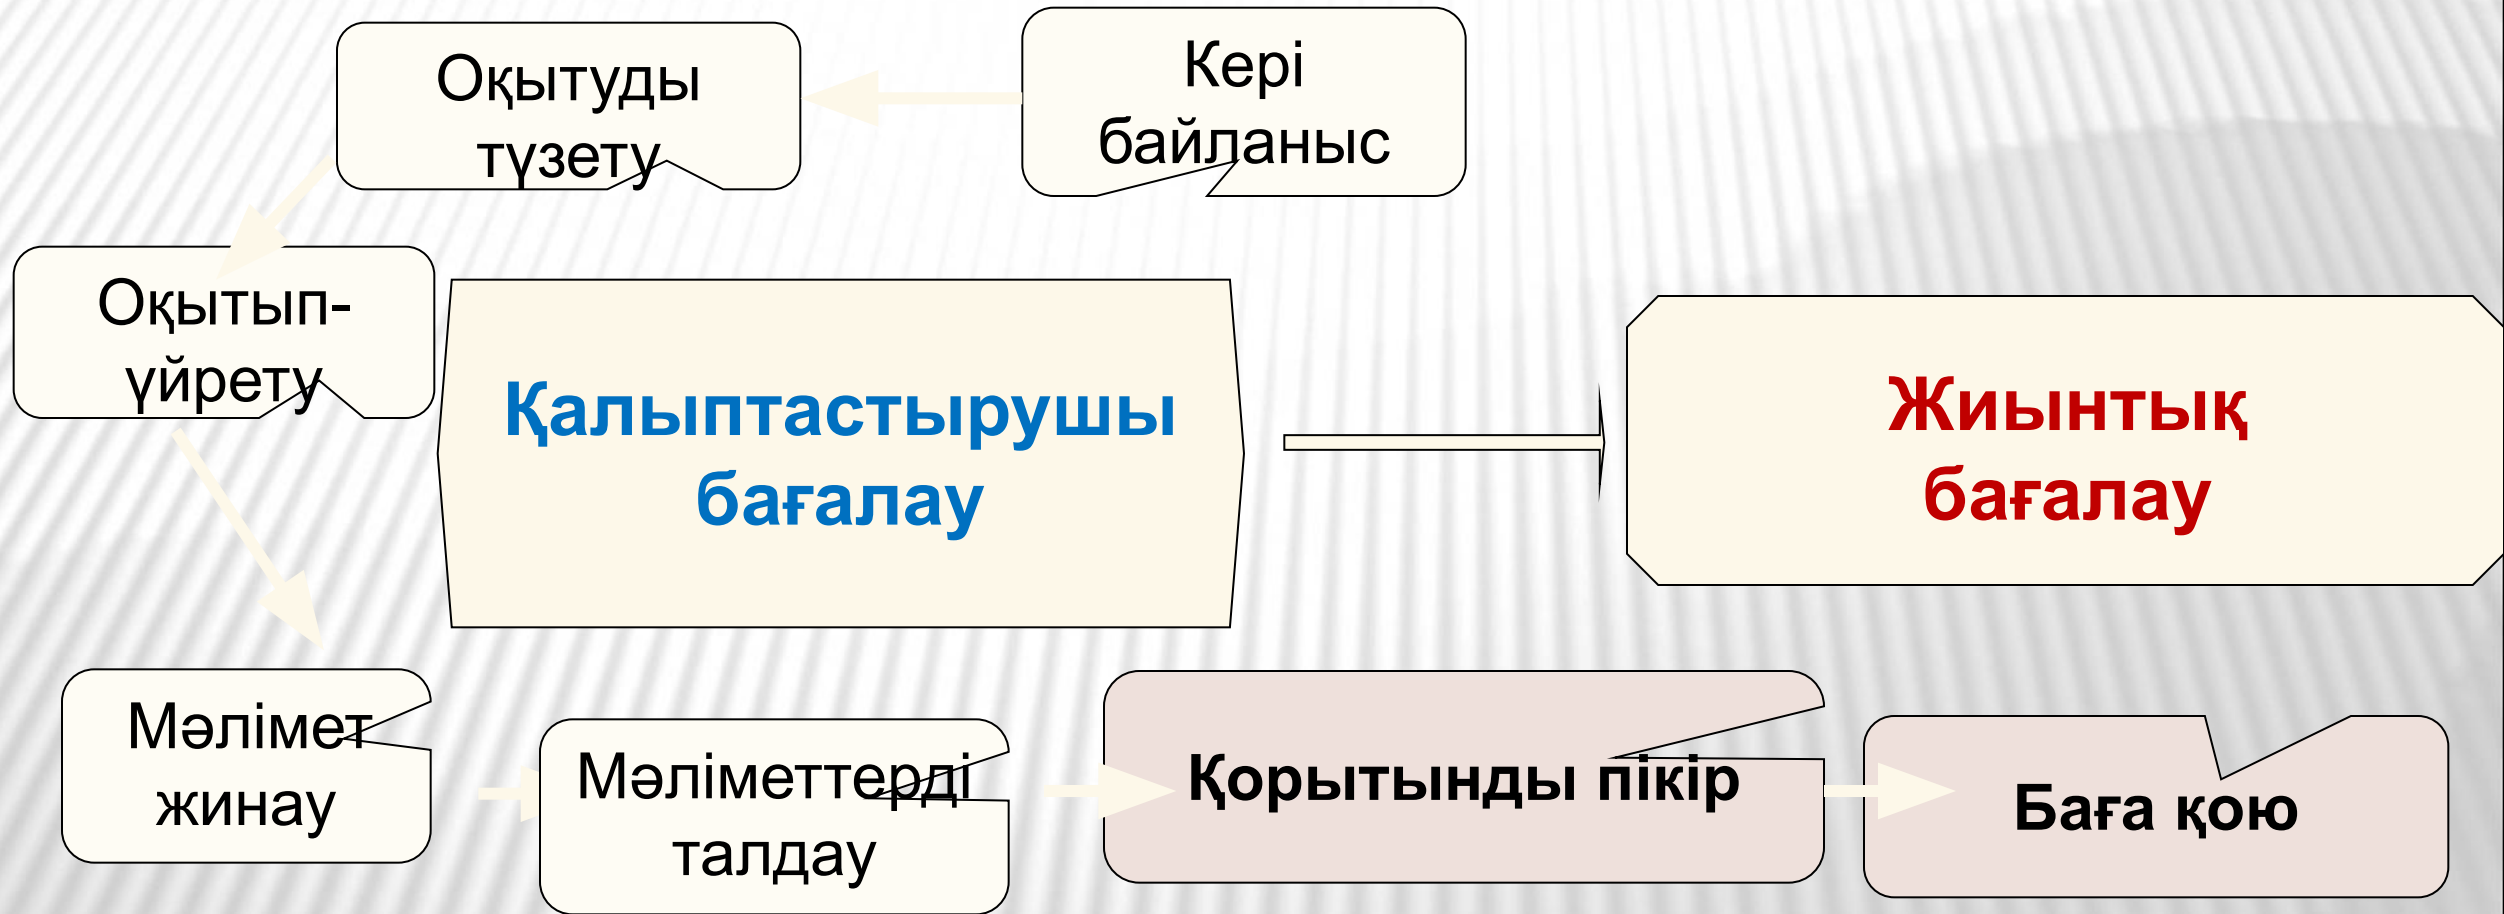 Оқытуды
түзету
Кері
байланыс
Оқытып-
үйрету
Қалыптастырушы
бағалау
Жиынтық
бағалау
Мәлімет
жинау
Мәліметтерді
талдау
Қорытынды пікір
Баға қою